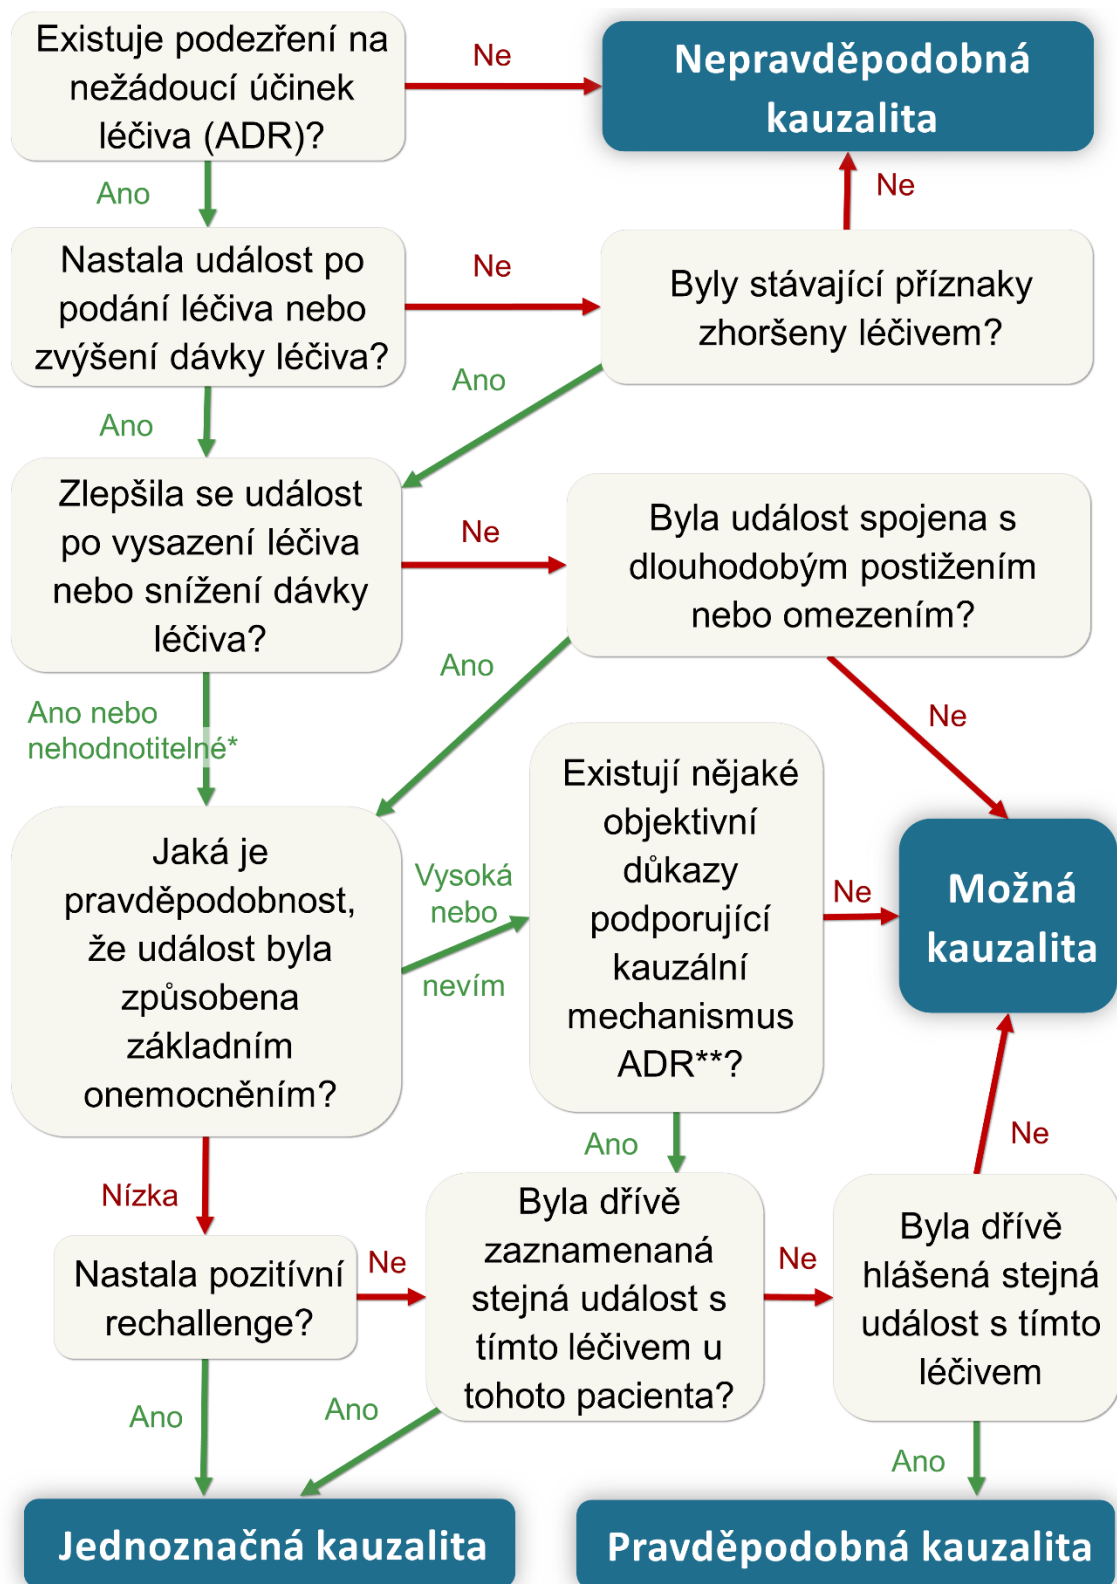 Existuje podezření na
nežádoucí účinek
léčiva (ADR)?
Ne
Nepravděpodobná
kauzalita
Ano
Ne
Nastala událost po
podání léčiva nebo
zvýšení dávky léčiva?
Ne
Byly stávající příznaky
zhoršeny léčivem?
Ano
Ano
Zlepšila se událost
po vysazení léčiva
nebo snížení dávky
léčiva?
Ne
Byla událost spojena s
dlouhodobým postižením
nebo omezením?
Ano nebo
nehodnotitelné*
Ano
Ne
Jaká je
pravděpodobnost,
že událost byla
způsobena
základním
onemocněním?
Vysoká
nebo
nevím
Existují nějaké
objektivní
důkazy
podporující
kauzální
mechanismus
ADR**?
Ne
Možná
kauzalita
Nízka
Ano
Ne
Nastala pozitívní
rechallenge?
Ne
Byla dřívě
zaznamenaná
stejná událost s
tímto léčivem u
tohoto pacienta?
Ne
Byla dřívě
hlášená stejná
událost s tímto
léčivem
Ano
Ano
Ano
Jednoznačná kauzalita
Pravděpodobná kauzalita